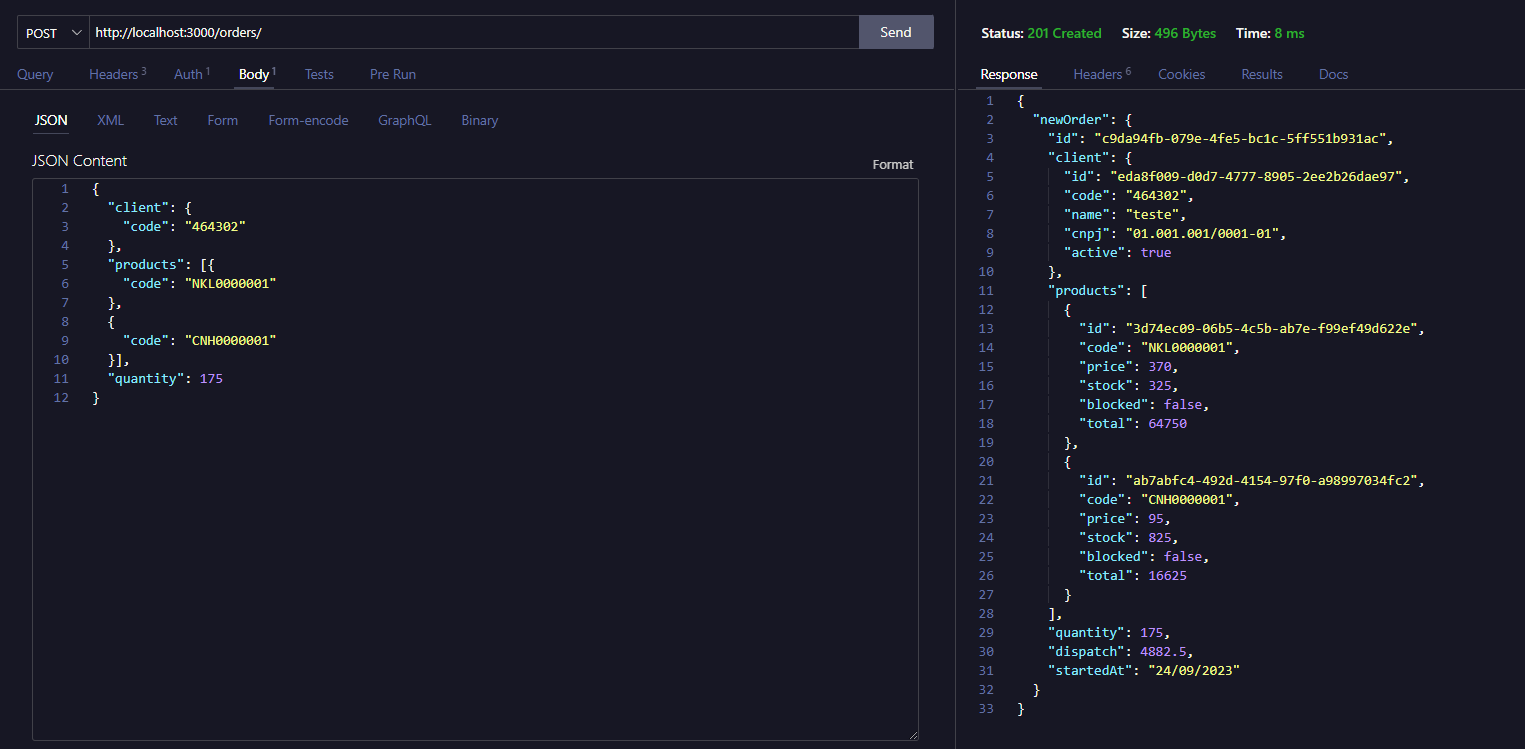 POST http://localhost:3000/orders/ Send
Query Headers 3 Auth 1 Body 1 Tests Pre Run
JSON XML Text Form Form-encode GraphQL Binary
JSON Content
Format
1 {
2 "client": {
3 "code": "464302"
4 },
5 "products": [{
6 "code": "NKL0000001"
7 },
8 {
9 "code": "CNH0000001"
10 }],
11 "quantity": 175
12 }
Status: 201 Created Size: 496 Bytes Time: 8 ms
Response Headers 6 Cookies Results Docs
1 {
2 "newOrder": {
3 "id": "c9da94fb-079e-4fe5-bc1c-5ff551b931ac",
4 "client": {
5 "id": "eda8f009-d0d7-4777-8905-2ee2b26dae97",
6 "code": "464302",
7 "name": "teste",
8 "cnpj": "01.001.001/0001-01",
9 "active": true
10 },
11 "products": [
12 {
13 "id": "3d74ec09-06b5-4c5b-ab7e-f99ef49d622e",
14 "code": "NKL0000001",
15 "price": 370,
16 "stock": 325,
17 "blocked": false,
18 "total": 64750
19 },
20 {
21 "id": "ab7abfc4-492d-4154-97f0-a98997034fc2",
22 "code": "CNH0000001",
23 "price": 95,
24 "stock": 825,
25 "blocked": false,
26 "total": 16625
27 }
28 ],
29 "quantity": 175,
30 "dispatch": 4882.5,
31 "startedAt": "24/09/2023"
32 }
33 }